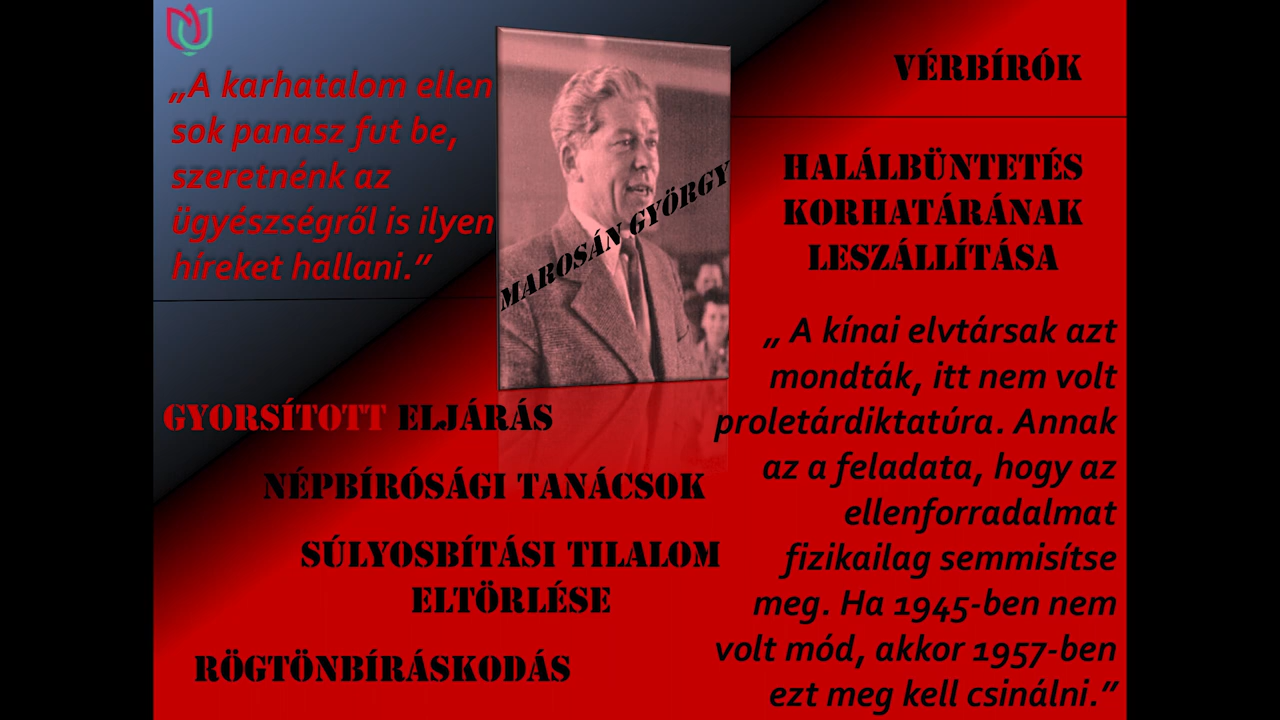 „A karhatalom ellen
sok panasz fut be,
szeretnénk az
ügyészségről is ilyen
híreket hallani.”
MAROSÁN GYÖRGY
VÉRBÍRÓK
HALÁLBÜNTETÉS
KORHATÁRÁNAK
LESZÁLLÍTÁSA
GYORSÍTOTT ELJÁRÁS
NÉPBÍRÓSÁGI TANÁCSOK
SÚLYOSBÍTÁSI TILALOM
ELTÖRLÉSE
RÖGTÖNBÍRÁSKODÁS
„ A kínai elvtársak azt
mondták, itt nem volt
proletárdiktatúra. Annak
az a feladata, hogy az
ellenforradalmat
fizikailag semmisítse
meg. Ha 1945-ben nem
volt mód, akkor 1957-ben
ezt meg kell csinálni.”